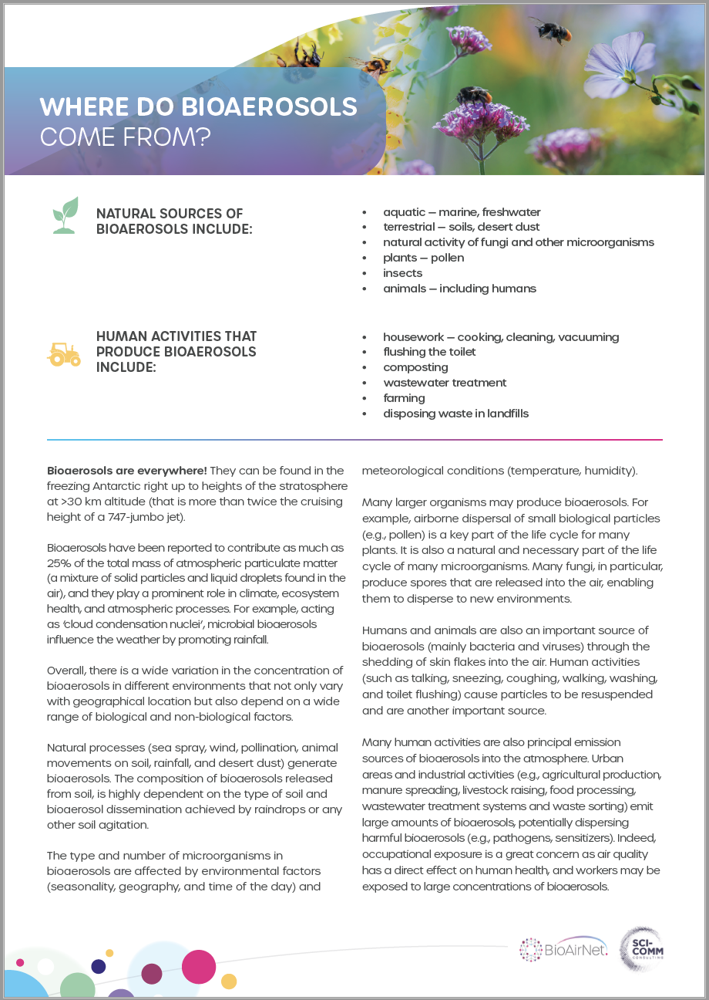 WHERE DO BIOAEROSOLS
COME FROM?
NATURAL SOURCES OF
BIOAEROSOLS INCLUDE:
• aquatic – marine, freshwater
• terrestrial – soils, desert dust
• natural activity of fungi and other microorganisms
• plants – pollen
• insects
• animals – including humans
HUMAN ACTIVITIES THAT
PRODUCE BIOAEROSOLS
INCLUDE:
• housework – cooking, cleaning, vacuuming
• flushing the toilet
• composting
• wastewater treatment
• farming
• disposing waste in landfills
Bioaerosols are everywhere! They can be found in the
freezing Antarctic right up to heights of the stratosphere
at >30 km altitude (that is more than twice the cruising
height of a 747-jumbo jet).
Bioaerosols have been reported to contribute as much as
25% of the total mass of atmospheric particulate matter
(a mixture of solid particles and liquid droplets found in the
air), and they play a prominent role in climate, ecosystem
health, and atmospheric processes. For example, acting
as ‘cloud condensation nuclei’, microbial bioaerosols
influence the weather by promoting rainfall.
Overall, there is a wide variation in the concentration of
bioaerosols in different environments that not only vary
with geographical location but also depend on a wide
range of biological and non-biological factors.
Natural processes (sea spray, wind, pollination, animal
movements on soil, rainfall, and desert dust) generate
bioaerosols. The composition of bioaerosols released
from soil, is highly dependent on the type of soil and
bioaerosol dissemination achieved by raindrops or any
other soil agitation.
The type and number of microorganisms in
bioaerosols are affected by environmental factors
(seasonality, geography, and time of the day) and
meteorological conditions (temperature, humidity).
Many larger organisms may produce bioaerosols. For
example, airborne dispersal of small biological particles
(e.g., pollen) is a key part of the life cycle for many
plants. It is also a natural and necessary part of the life
cycle of many microorganisms. Many fungi, in particular,
produce spores that are released into the air, enabling
them to disperse to new environments.
Humans and animals are also an important source of
bioaerosols (mainly bacteria and viruses) through the
shedding of skin flakes into the air. Human activities
(such as talking, sneezing, coughing, walking, washing,
and toilet flushing) cause particles to be resuspended
and are another important source.
Many human activities are also principal emission
sources of bioaerosols into the atmosphere. Urban
areas and industrial activities (e.g., agricultural production,
manure spreading, livestock raising, food processing,
wastewater treatment systems and waste sorting) emit
large amounts of bioaerosols, potentially dispersing
harmful bioaerosols (e.g., pathogens, sensitizers). Indeed,
occupational exposure is a great concern as air quality
has a direct effect on human health, and workers may be
exposed to large concentrations of bioaerosols.
BioAirNet.
SCI-
COMM
CONSULTING